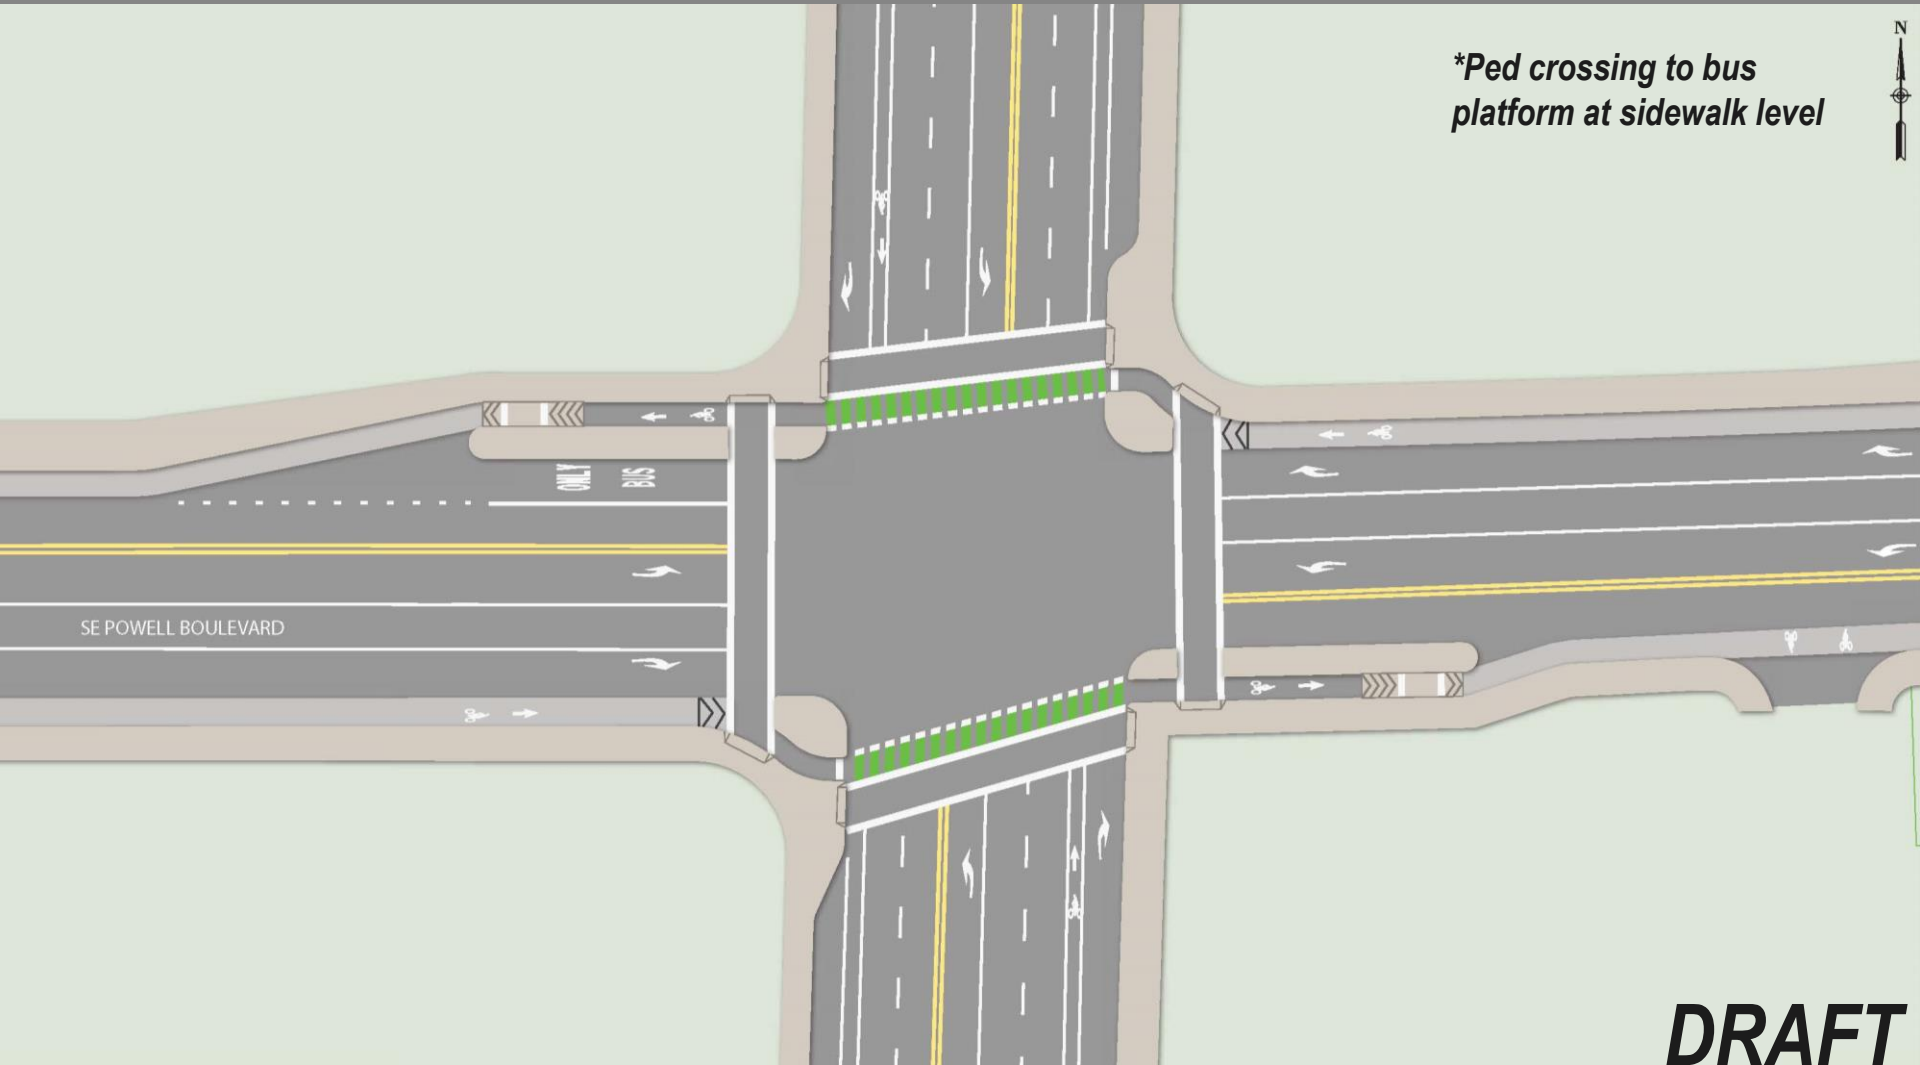 N
*Ped crossing to bus
platform at sidewalk level
ONLY BUS
SE POWELL BOULEVARD
DRAFT